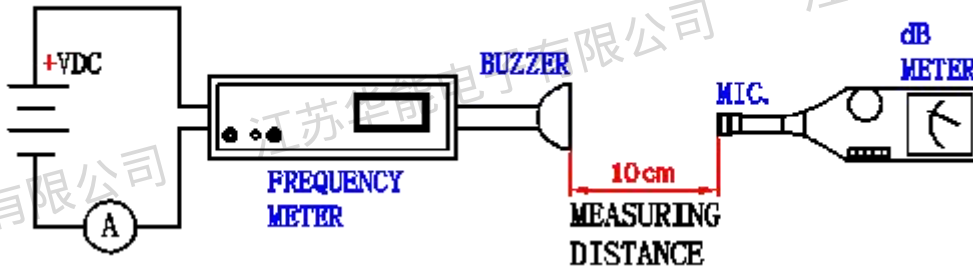 +VDC
A
FREQUENCY
METER
BUZZER
10cm
MEASURING
DISTANCE
MIC.
dB
METER
江苏华能电子有限公司
有限公司